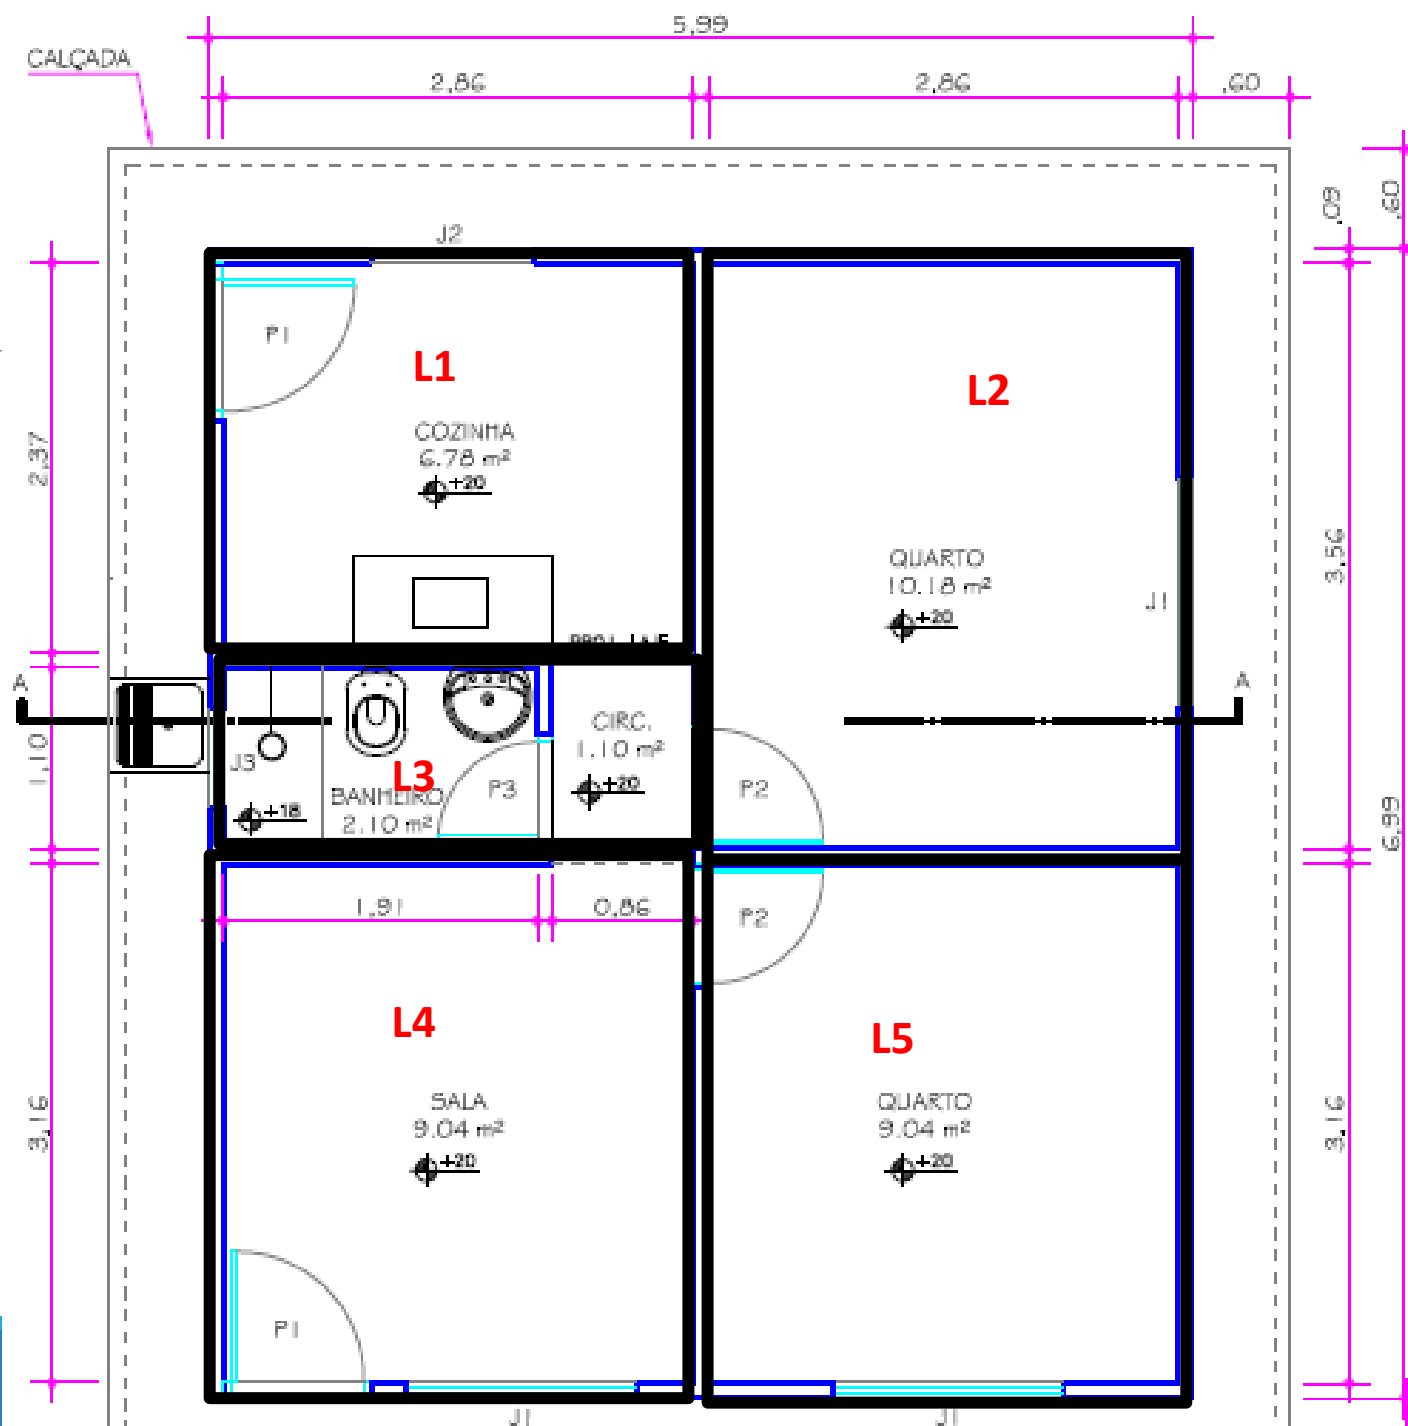 5,99
CALÇADA
2,86
2,86
,60
,60
,09
J2
P1
L1
L2
COZINHA
6.78 m²
+20
2,37
3,56
QUARTO
10.18 m²
+20
J1
PROJ. LAJE
A
A
CIRC.
1.10 m²
+20
1,10
J3
L3
P3
P2
BANHEIRO
2.10 m²
+18
6,99
1,91
0,86
P2
L4
L5
SALA
9.04 m²
+20
QUARTO
9.04 m²
+20
3,16
3,16
P1
J1
J1